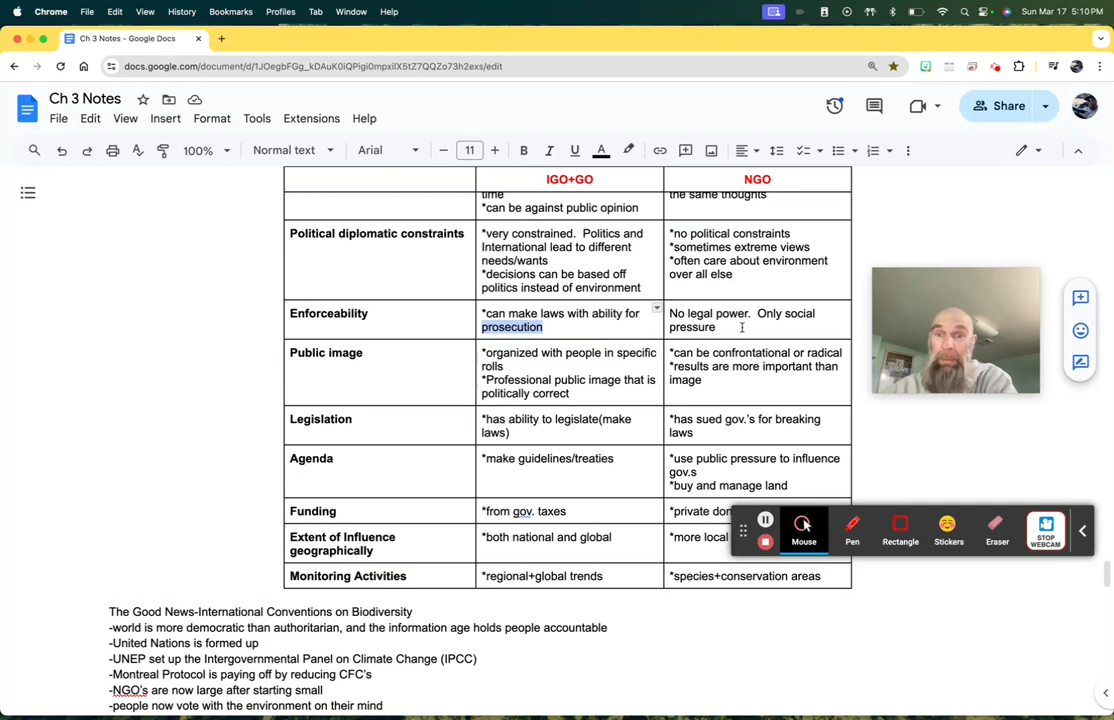 Chrome File Edit View History Bookmarks Profiles Tab Window Help Sun Mar 17 5:10 PM
Ch 3 Notes - Google Docs
docs.google.com/document/d/1JOegbFGg_kDAuK0iQPigi0mpxilX5tZ7QQZo73h2exs/edit
Ch 3 Notes
Share
File Edit View Insert Format Tools Extensions Help
100% Normal text Arial 11 B I U A
IGO+GO NGO
time
*can be against public opinion
the same thoughts
Political diplomatic constraints
*very constrained. Politics and
International lead to different
needs/wants
*decisions can be based off
politics instead of environment
*no political constraints
*sometimes extreme views
*often care about environment
over all else
Enforceability
*can make laws with ability for
prosecution
No legal power. Only social
pressure
Public image
*organized with people in specific
rolls
*Professional public image that is
politically correct
*can be confrontational or radical
*results are more important than
image
Legislation
*has ability to legislate(make
laws)
*has sued gov.'s for breaking
laws
Agenda
*make guidelines/treaties
*use public pressure to influence
gov.s
*buy and manage land
Funding
*from gov. taxes
*private don
Extent of Influence
geographically
*both national and global
*more local
Monitoring Activities
*regional+global trends
*species+conservation areas
Mouse Pen Rectangle Stickers Eraser STOP
WEBCAM
The Good News-International Conventions on Biodiversity
-world is more democratic than authoritarian, and the information age holds people accountable
-United Nations is formed up
-UNEP set up the Intergovernmental Panel on Climate Change (IPCC)
-Montreal Protocol is paying off by reducing CFC's
-NGO's are now large after starting small
-people now vote with the environment on their mind